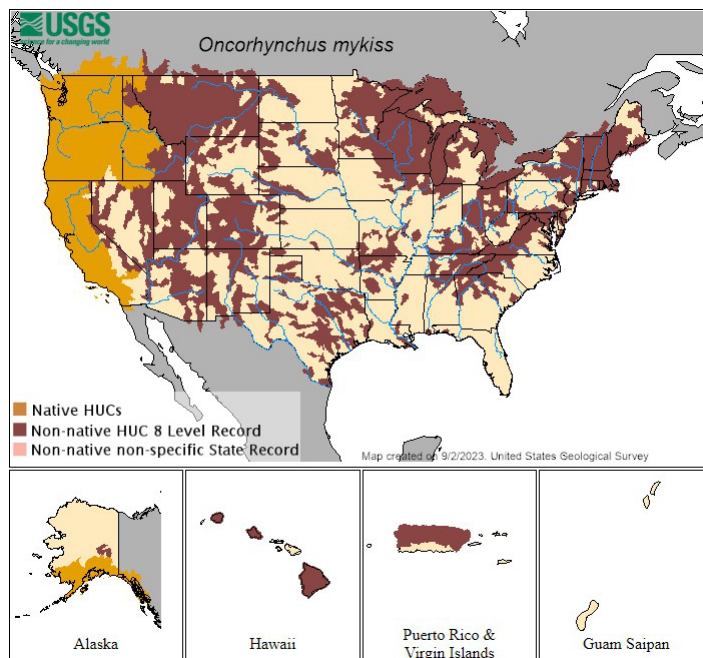 USGS
science for a changing world
Oncorhynchus mykiss
Native HUCs
Non-native HUC 8 Level Record
Non-native non-specific State Record
Map created on 9/2/2023. United States Geological Survey
Alaska
Hawaii
Puerto Rico &
Virgin Islands
Guam Saipan